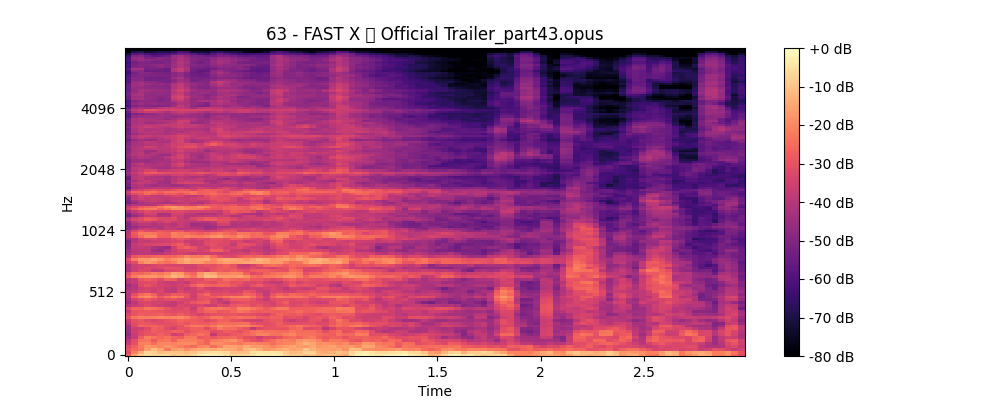 63 - FAST X ▯ Official Trailer_part43.opus
Hz
4096
2048
1024
512
0
0
0.5
1
1.5
2
2.5
Time
+0 dB
-10 dB
-20 dB
-30 dB
-40 dB
-50 dB
-60 dB
-70 dB
-80 dB